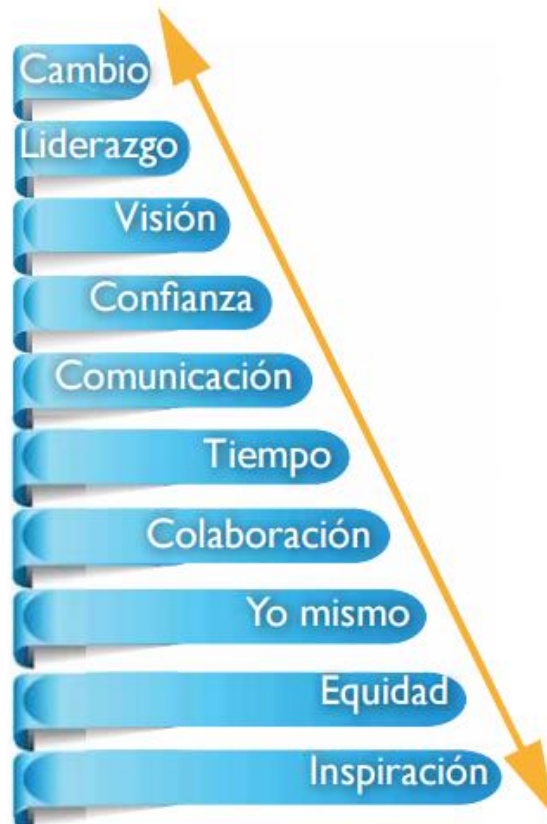 Cambio
Liderazgo
Visión
Confianza
Comunicación
Tiempo
Colaboración
Yo mismo
Equidad
Inspiración